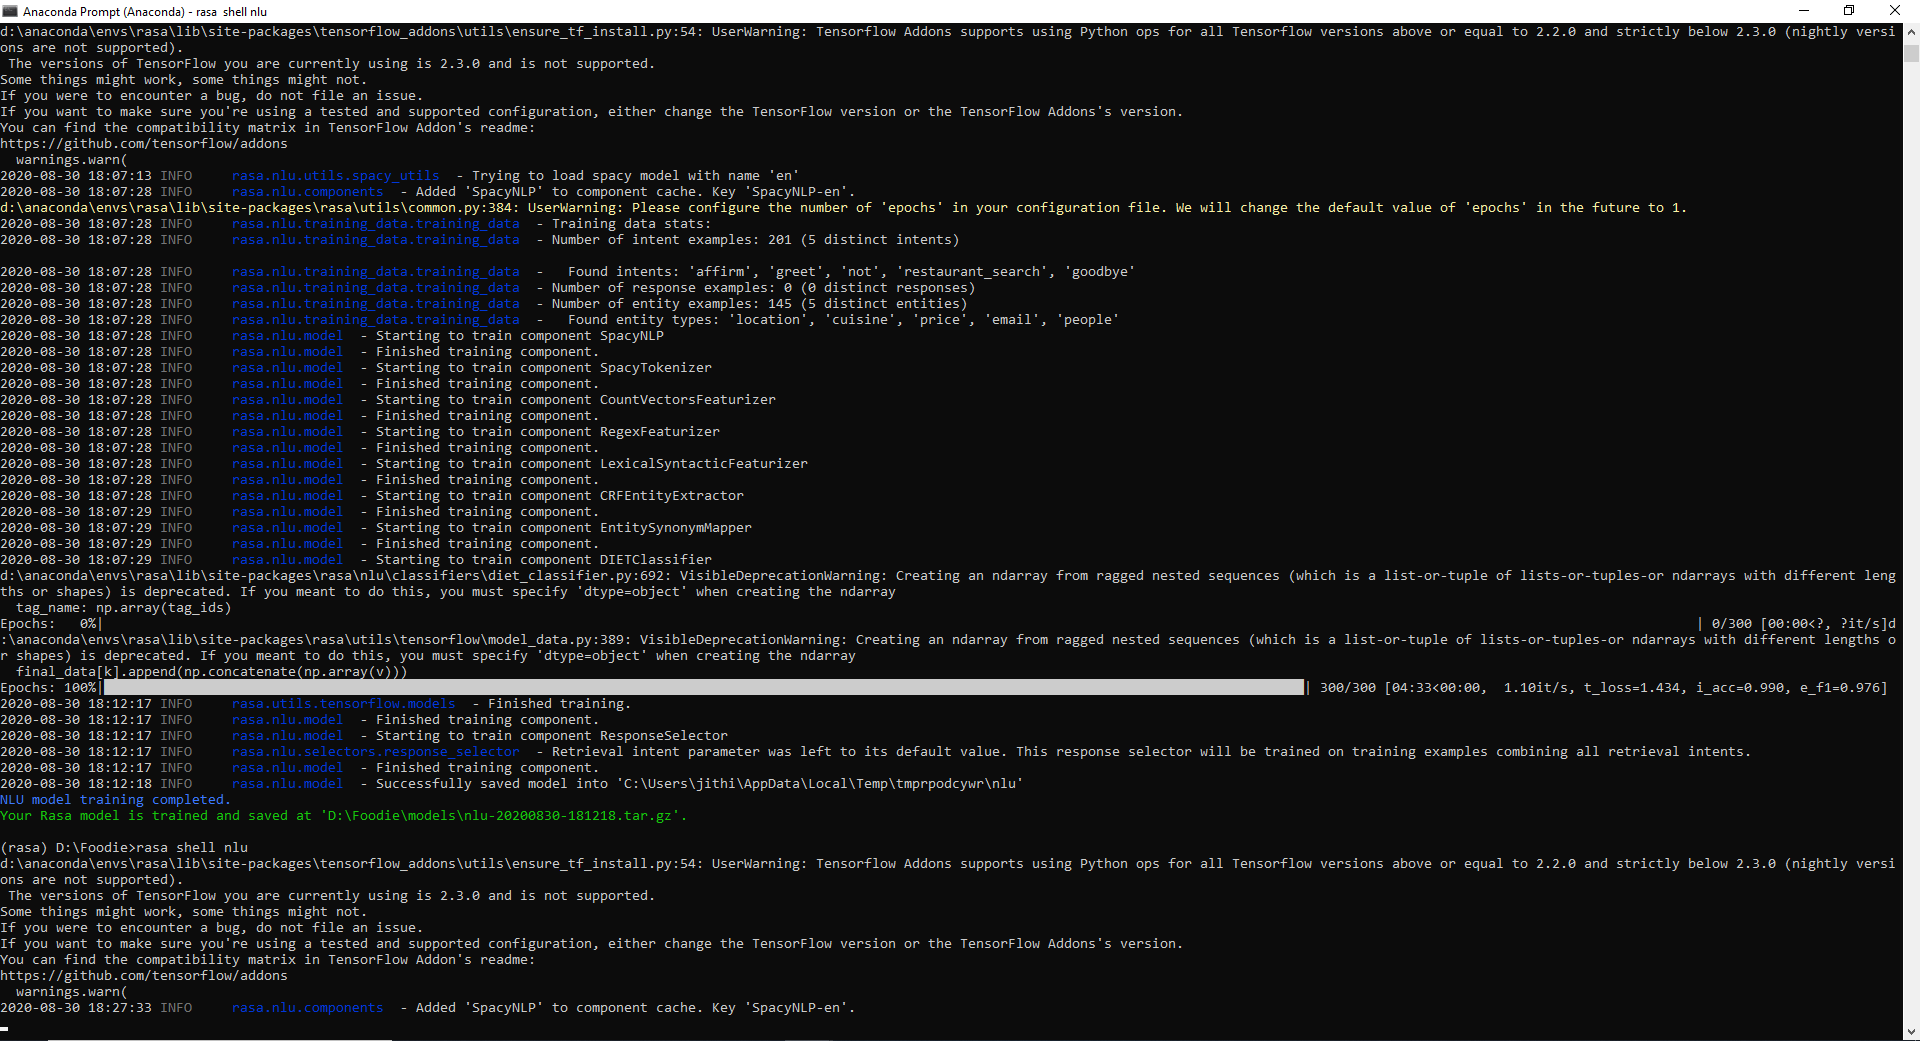 Anaconda Prompt (Anaconda) - rasa  shell nlu
d:\anaconda\envs\rasa\lib\site-packages\tensorflow_addons\utils\ensure_tf_install.py:54: UserWarning: Tensorflow Addons supports using Python ops for all Tensorflow versions above or equal to 2.2.0 and strictly below 2.3.0 (nightly versi
ons are not supported).
 The versions of TensorFlow you are currently using is 2.3.0 and is not supported.
Some things might work, some things might not.
If you were to encounter a bug, do not file an issue.
If you want to make sure you're using a tested and supported configuration, either change the TensorFlow version or the TensorFlow Addons's version.
You can find the compatibility matrix in TensorFlow Addon's readme:
https://github.com/tensorflow/addons
  warnings.warn(
2020-08-30 18:07:13 INFO     rasa.nlu.utils.spacy_utils  - Trying to load spacy model with name 'en'
2020-08-30 18:07:28 INFO     rasa.nlu.components  - Added 'SpacyNLP' to component cache. Key 'SpacyNLP-en'.
d:\anaconda\envs\rasa\lib\site-packages\rasa\utils\common.py:384: UserWarning: Please configure the number of 'epochs' in your configuration file. We will change the default value of 'epochs' in the future to 1.
2020-08-30 18:07:28 INFO     rasa.nlu.training_data.training_data  - Training data stats:
2020-08-30 18:07:28 INFO     rasa.nlu.training_data.training_data  - Number of intent examples: 201 (5 distinct intents)
2020-08-30 18:07:28 INFO     rasa.nlu.training_data.training_data  -   Found intents: 'affirm', 'greet', 'not', 'restaurant_search', 'goodbye'
2020-08-30 18:07:28 INFO     rasa.nlu.training_data.training_data  - Number of response examples: 0 (0 distinct responses)
2020-08-30 18:07:28 INFO     rasa.nlu.training_data.training_data  - Number of entity examples: 145 (5 distinct entities)
2020-08-30 18:07:28 INFO     rasa.nlu.training_data.training_data  -   Found entity types: 'location', 'cuisine', 'price', 'email', 'people'
2020-08-30 18:07:28 INFO     rasa.nlu.model  - Starting to train component SpacyNLP
2020-08-30 18:07:28 INFO     rasa.nlu.model  - Finished training component.
2020-08-30 18:07:28 INFO     rasa.nlu.model  - Starting to train component SpacyTokenizer
2020-08-30 18:07:28 INFO     rasa.nlu.model  - Finished training component.
2020-08-30 18:07:28 INFO     rasa.nlu.model  - Starting to train component CountVectorsFeaturizer
2020-08-30 18:07:28 INFO     rasa.nlu.model  - Finished training component.
2020-08-30 18:07:28 INFO     rasa.nlu.model  - Starting to train component RegexFeaturizer
2020-08-30 18:07:28 INFO     rasa.nlu.model  - Finished training component.
2020-08-30 18:07:28 INFO     rasa.nlu.model  - Starting to train component LexicalSyntacticFeaturizer
2020-08-30 18:07:28 INFO     rasa.nlu.model  - Finished training component.
2020-08-30 18:07:28 INFO     rasa.nlu.model  - Starting to train component CRFEntityExtractor
2020-08-30 18:07:29 INFO     rasa.nlu.model  - Finished training component.
2020-08-30 18:07:29 INFO     rasa.nlu.model  - Starting to train component EntitySynonymMapper
2020-08-30 18:07:29 INFO     rasa.nlu.model  - Finished training component.
2020-08-30 18:07:29 INFO     rasa.nlu.model  - Starting to train component DIETClassifier
d:\anaconda\envs\rasa\lib\site-packages\rasa\nlu\classifiers\diet_classifier.py:692: VisibleDeprecationWarning: Creating an ndarray from ragged nested sequences (which is a list-or-tuple of lists-or-tuples-or ndarrays with different leng
ths or shapes) is deprecated. If you meant to do this, you must specify 'dtype=object' when creating the ndarray
  tag_name: np.array(tag_ids)
Epochs:   0%|                                                                    | 0/300 [00:00<?, ?it/s]d
:\anaconda\envs\rasa\lib\site-packages\rasa\utils\tensorflow\model_data.py:389: VisibleDeprecationWarning: Creating an ndarray from ragged nested sequences (which is a list-or-tuple of lists-or-tuples-or ndarrays with different lengths o
r shapes) is deprecated. If you meant to do this, you must specify 'dtype=object' when creating the ndarray
  final_data[k].append(np.concatenate(np.array(v)))
Epochs: 100%|                                                  | 300/300 [04:33<00:00,  1.10it/s, t_loss=1.434, i_acc=0.990, e_f1=0.976]
2020-08-30 18:12:17 INFO     rasa.utils.tensorflow.models  - Finished training.
2020-08-30 18:12:17 INFO     rasa.nlu.model  - Finished training component.
2020-08-30 18:12:17 INFO     rasa.nlu.model  - Starting to train component ResponseSelector
2020-08-30 18:12:17 INFO     rasa.nlu.selectors.response_selector  - Retrieval intent parameter was left to its default value. This response selector will be trained on training examples combining all retrieval intents.
2020-08-30 18:12:17 INFO     rasa.nlu.model  - Finished training component.
2020-08-30 18:12:18 INFO     rasa.nlu.model  - Successfully saved model into 'C:\Users\jithi\AppData\Local\Temp\tmprpodcywr\nlu'
NLU model training completed.
Your Rasa model is trained and saved at 'D:\Foodie\models\nlu-20200830-181218.tar.gz'.
(rasa) D:\Foodie>rasa shell nlu
d:\anaconda\envs\rasa\lib\site-packages\tensorflow_addons\utils\ensure_tf_install.py:54: UserWarning: Tensorflow Addons supports using Python ops for all Tensorflow versions above or equal to 2.2.0 and strictly below 2.3.0 (nightly versi
ons are not supported).
 The versions of TensorFlow you are currently using is 2.3.0 and is not supported.
Some things might work, some things might not.
If you were to encounter a bug, do not file an issue.
If you want to make sure you're using a tested and supported configuration, either change the TensorFlow version or the TensorFlow Addons's version.
You can find the compatibility matrix in TensorFlow Addon's readme:
https://github.com/tensorflow/addons
  warnings.warn(
2020-08-30 18:27:33 INFO     rasa.nlu.components  - Added 'SpacyNLP' to component cache. Key 'SpacyNLP-en'.